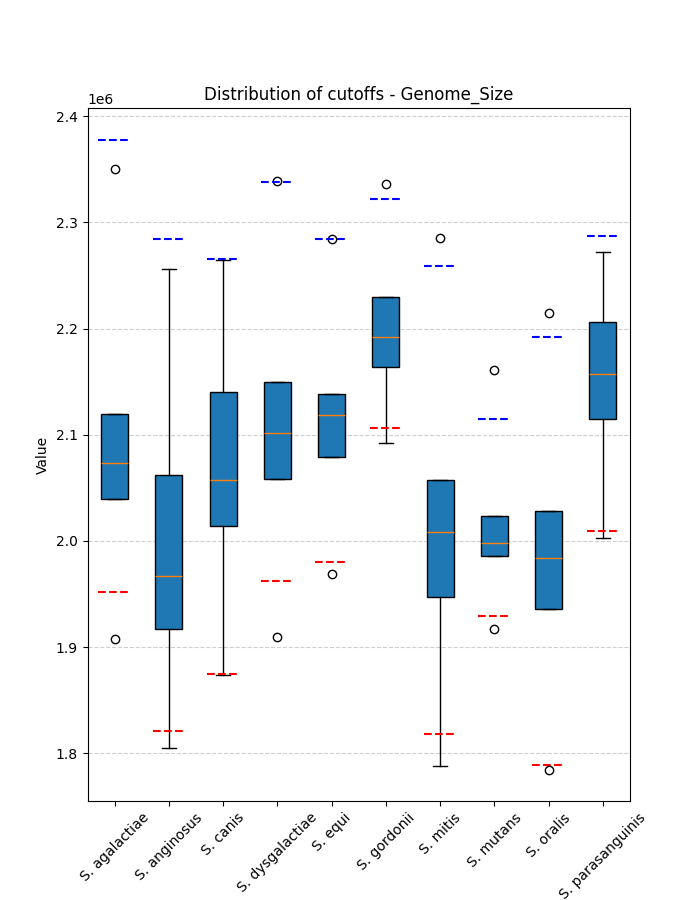 Distribution of cutoffs - Genome_Size
1e6
2.4
2.3
2.2
2.1
2.0
1.9
1.8
Value
S. agalactiae
S. anginosus
S. canis
S. dysgalactiae
S. equi
S. gordonii
S. mitis
S. mutans
S. oralis
S. parasanguinis